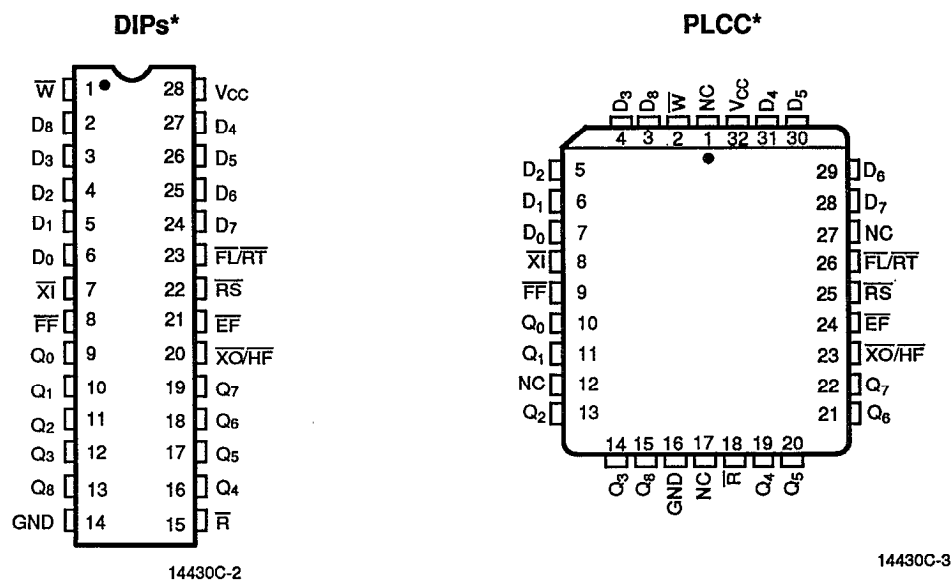 DIPs*
W̅ 1 28 VCC
D8 2 27 D4
D3 3 26 D5
D2 4 25 D6
D1 5 24 D7
D0 6 23 F̅L̅/R̅T̅
X̅I̅ 7 22 R̅S̅
F̅F̅ 8 21 E̅F̅
Q0 9 20 X̅O̅/H̅F̅
Q1 10 19 Q7
Q2 11 18 Q6
Q3 12 17 Q5
Q8 13 16 Q4
GND 14 15 R̅
14430C-2
PLCC*
D3 D8 W̅ NC VCC D4 D5
4 3 2 1 32 31 30
D2 5 29 D6
D1 6 28 D7
D0 7 27 NC
X̅I̅ 8 26 F̅L̅/R̅T̅
F̅F̅ 9 25 R̅S̅
Q0 10 24 E̅F̅
Q1 11 23 X̅O̅/H̅F̅
NC 12 22 Q7
Q2 13 21 Q6
14 15 16 17 18 19 20
Q3 Q8 GND NC R̅ Q4 Q5
14430C-3